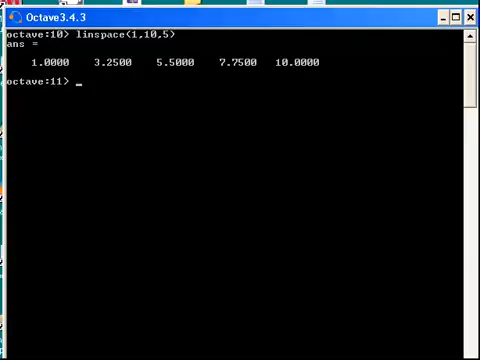 Octave3.4.3
octave:10> linspace(1,10,5)
ans =
1.0000 3.2500 5.5000 7.7500 10.0000
octave:11>